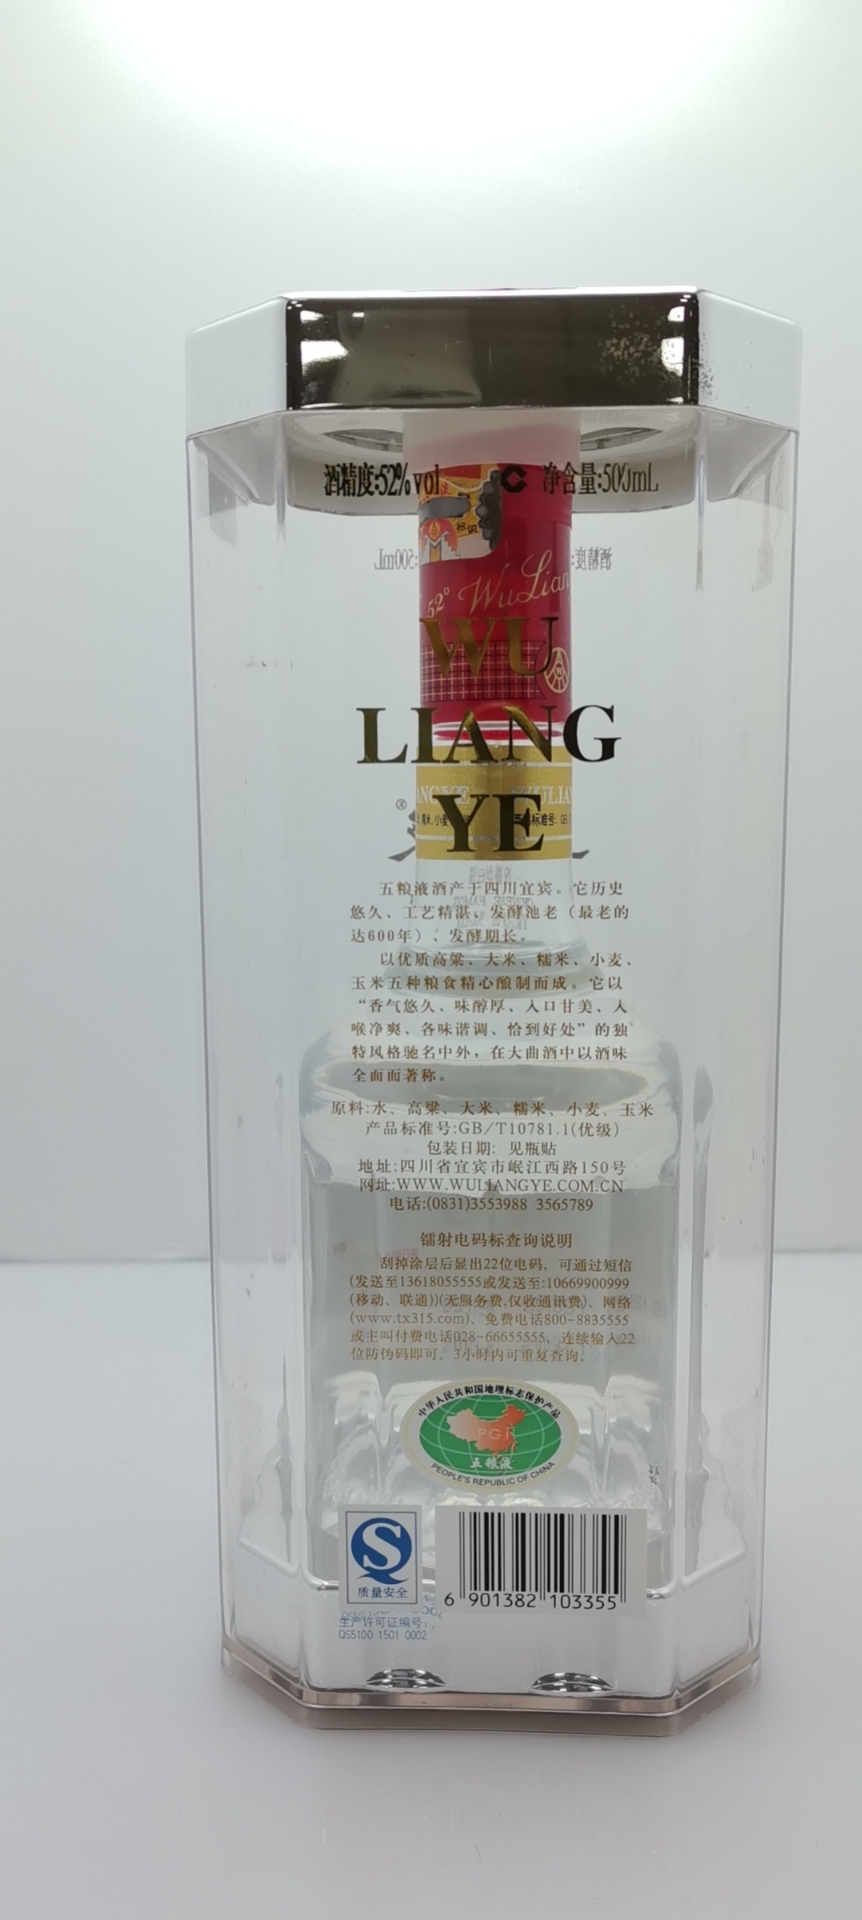 酒精度:52%vol 净含量:500mL
标识
52° WuLian
WU
LIANG
YE
五粮液酒产于四川宜宾。它历史
悠久、工艺精湛、发酵池老（最老的
达600年）、发酵期长。
以优质高粱、大米、糯米、小麦、
玉米五种粮食精心酿制而成。它以
“香气悠久、味醇厚、入口甘美、入
喉净爽、各味谐调、恰到好处”的独
特风格驰名中外，在大曲酒中以酒味
全面而著称。
原料:水、高粱、大米、糯米、小麦、玉米
产品标准号:GB/T10781.1(优级)
包装日期: 见瓶贴
地址:四川省宜宾市岷江西路150号
网址:WWW.WULIANGYE.COM.CN
电话:(0831)3553988 3565789
镭射电码标查询说明
刮掉涂层后显出22位电码，可通过短信
(发送至13618055555或发送至:10669900999
(移动、联通))(无服务费,仅收通讯费)、网络
(www.tx315.com)、免费电话800-8835555
或主叫付费电话028-66655555，连续输入22
位防伪码即可。3小时内可重复查询。
中华人民共和国地理标志保护产品
PGI
五粮液
PEOPLE'S REPUBLIC OF CHINA
S
质量安全
生产许可证编号:
QS5100 1501 0002
6 901382 103355